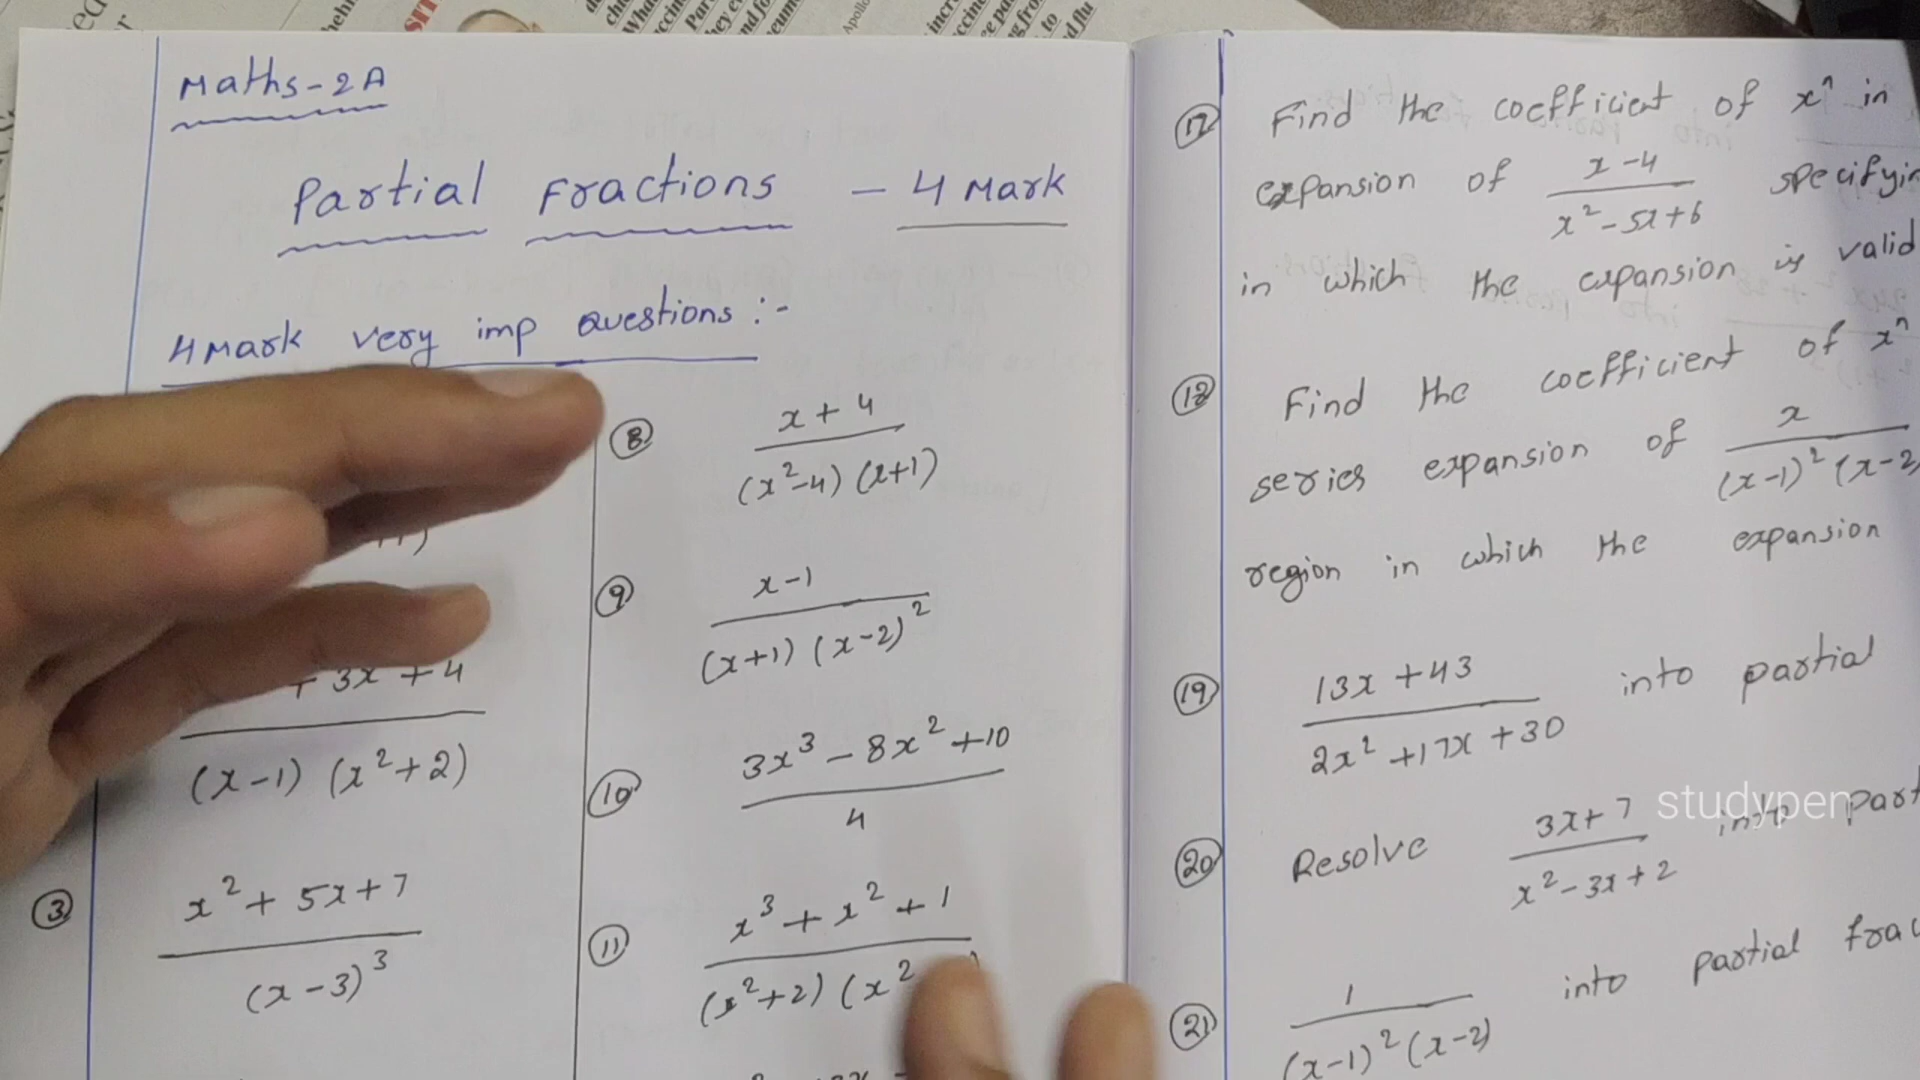 Maths-2A
Partial Fractions - 4 Mark
4 Mark very imp Questions :-
+ 3x + 4
(x-1) (x²+2)
③ x² + 5x + 7
(x-3)³
⑧ x + 4
(x²-4) (x+1)
⑨ x-1
(x+1) (x-2)²
⑩ 3x³ - 8x² + 10
4
⑪ x³ + x² + 1
(x²+2) (x²
⑰ Find the coefficient of xⁿ in
expansion of x-4 / x²-5x+6
in which the expansion is valid
⑱ Find the coefficient of xⁿ
series expansion of x / (x-1)² (x-2
region in which the expansion
⑲ 13x + 43 / 2x² + 17x + 30 into partial
⑳ Resolve 3x+7 / x²-3x+2 into
㉑ 1 / (x-1)² (x-2) into partial
studypen